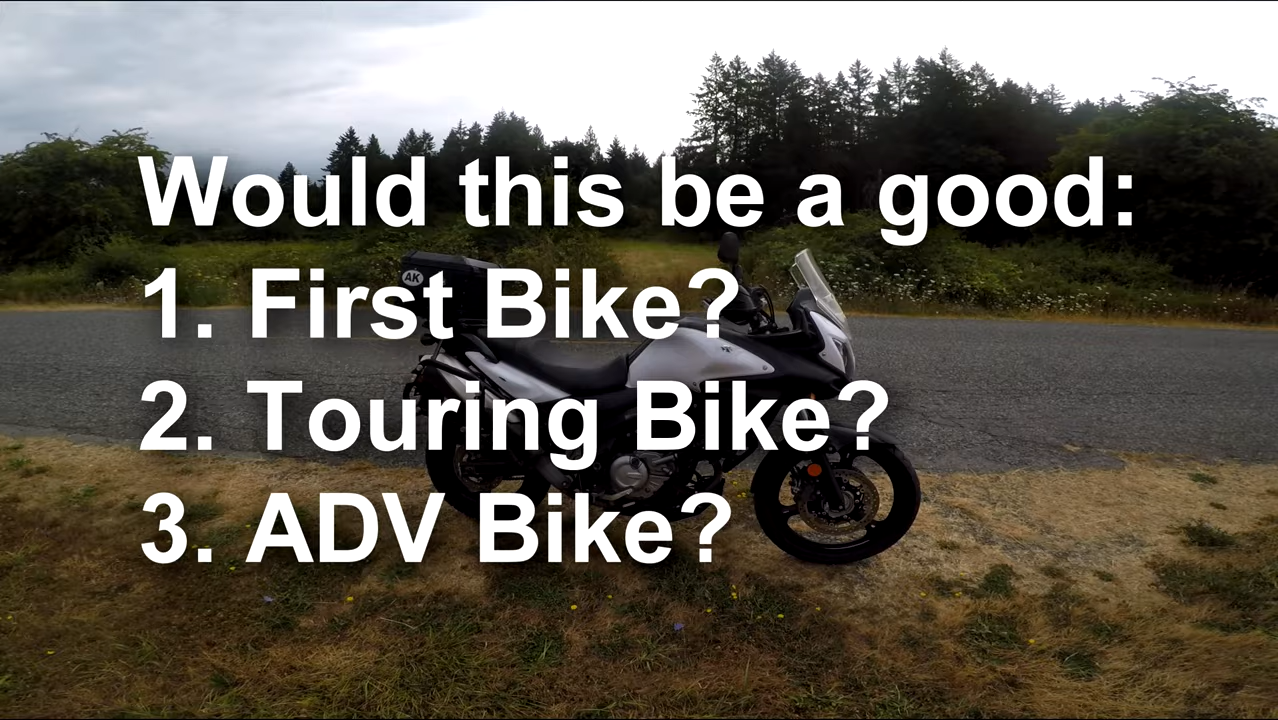 Would this be a good:
AK
1. First Bike?
2. Touring Bike?
3. ADV Bike?